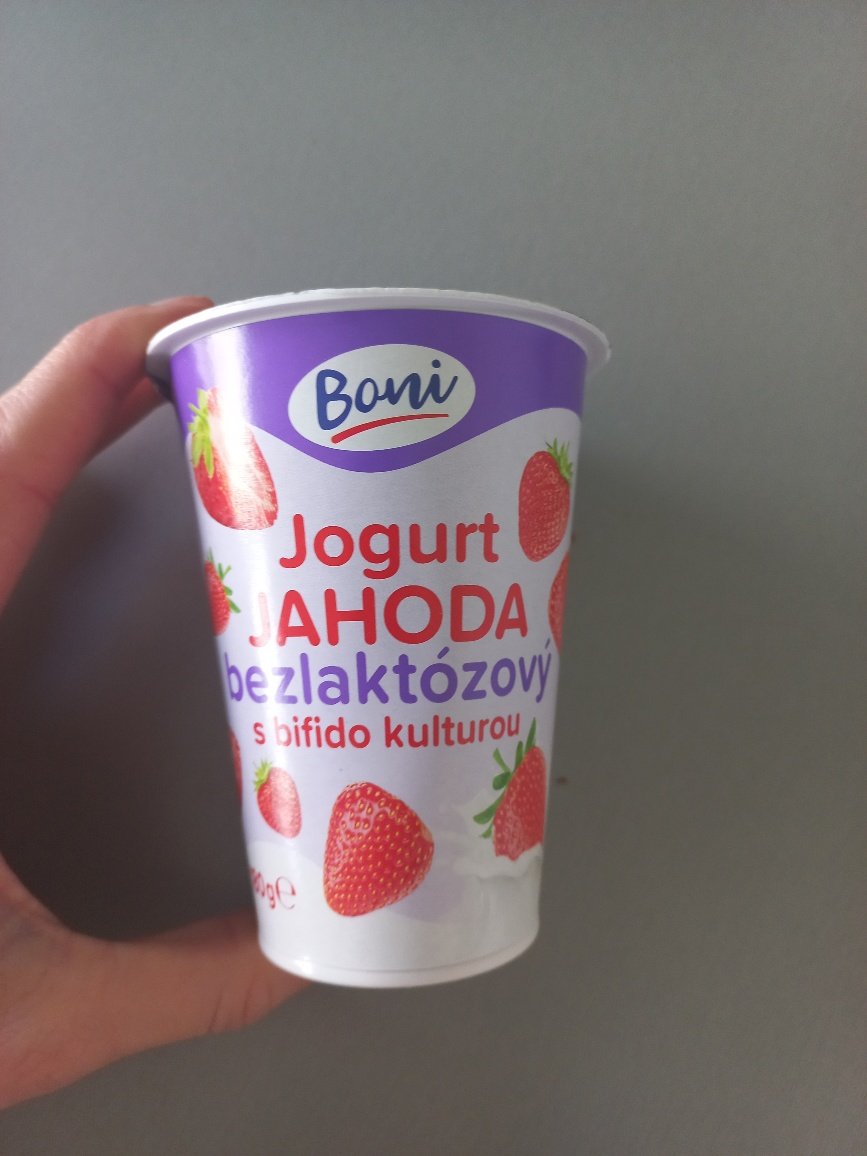 Boni
Jogurt
JAHODA
bezlaktózový
s bifido kulturou